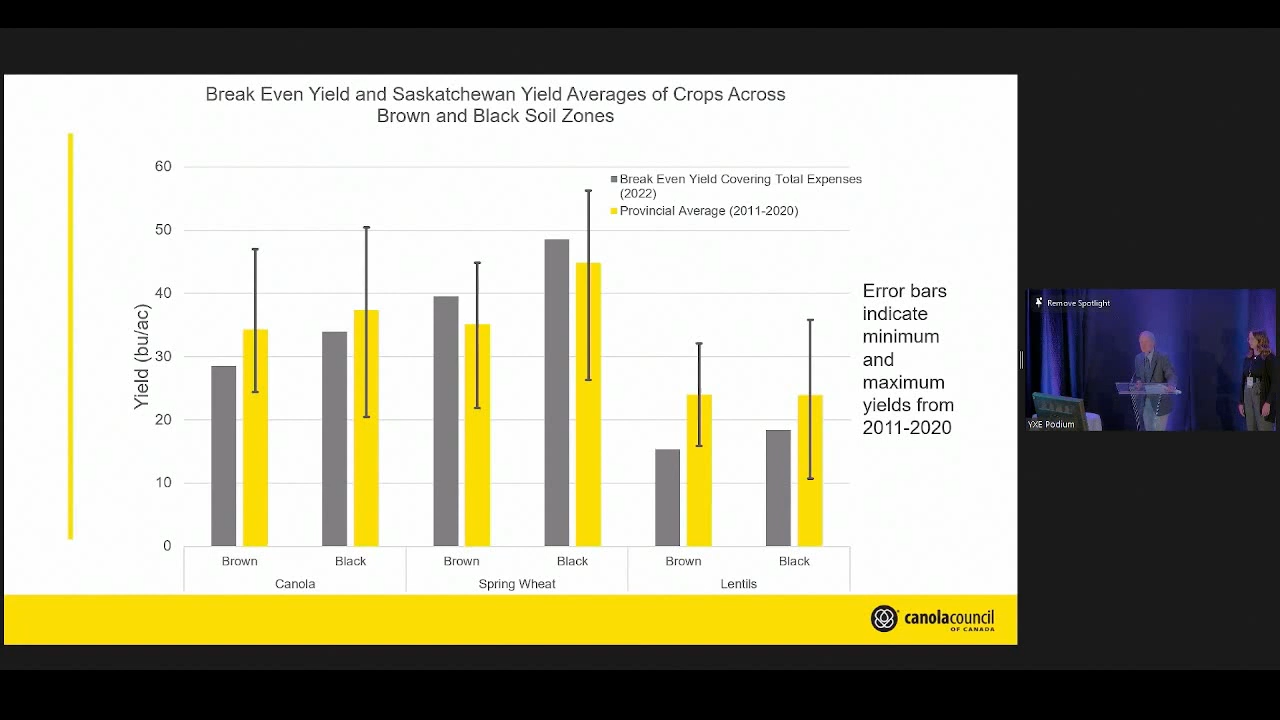 Break Even Yield and Saskatchewan Yield Averages of Crops Across
Brown and Black Soil Zones
Yield (bu/ac)
60
50
40
30
20
10
0
Break Even Yield Covering Total Expenses
(2022)
Provincial Average (2011-2020)
Brown
Black
Brown
Black
Brown
Black
Canola
Spring Wheat
Lentils
Error bars
indicate
minimum
and
maximum
yields from
2011-2020
canolacouncil
OF CANADA
Remove Spotlight
YXE Podium